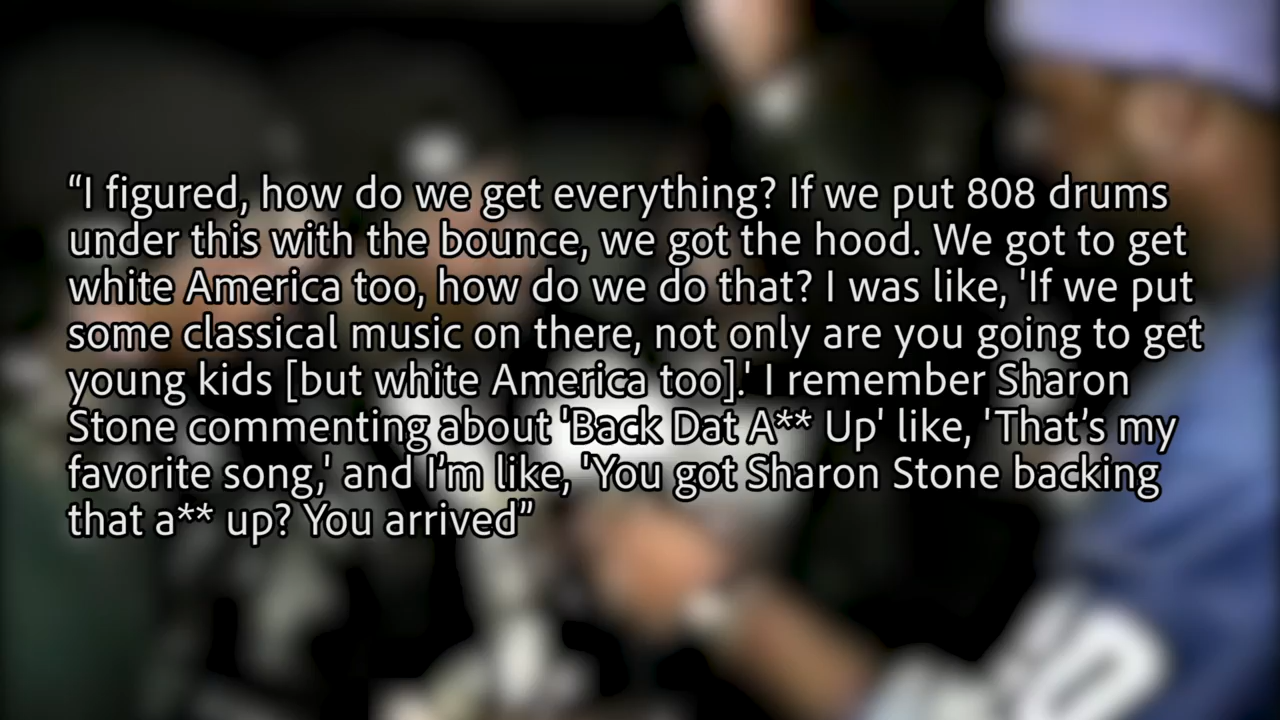 “I figured, how do we get everything? If we put 808 drums
under this with the bounce, we got the hood. We got to get
white America too, how do we do that? I was like, 'If we put
some classical music on there, not only are you going to get
young kids [but white America too].' I remember Sharon
Stone commenting about 'Back Dat A** Up' like, 'That’s my
favorite song,' and I’m like, 'You got Sharon Stone backing
that a** up? You arrived”